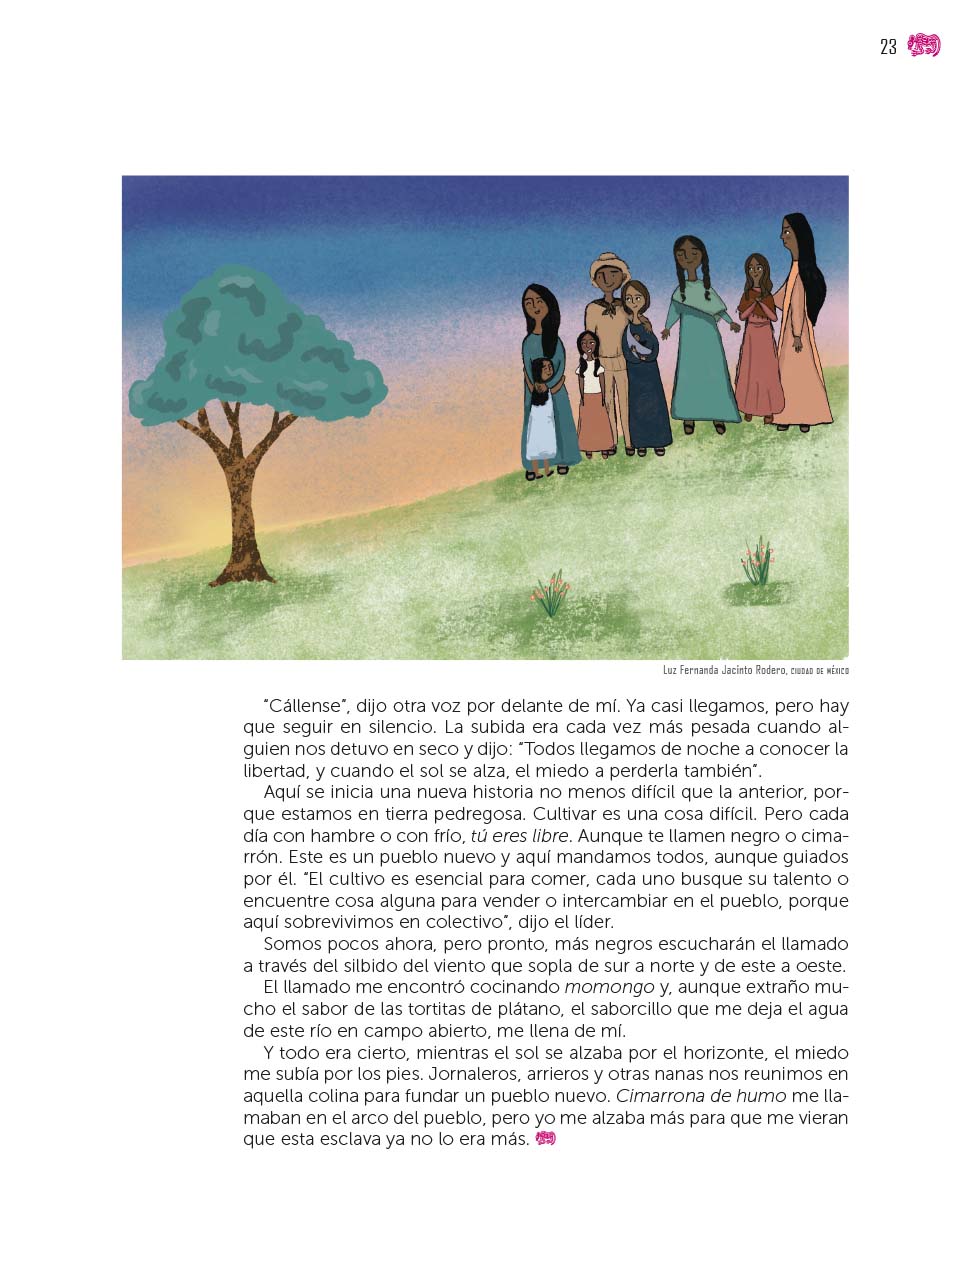 23
Luz Fernanda Jacinto Rodero, CIUDAD DE MÉXICO
“Cállense”, dijo otra voz por delante de mí. Ya casi llegamos, pero hay
que seguir en silencio. La subida era cada vez más pesada cuando al-
guien nos detuvo en seco y dijo: “Todos llegamos de noche a conocer la
libertad, y cuando el sol se alza, el miedo a perderla también”.
Aquí se inicia una nueva historia no menos difícil que la anterior, por-
que estamos en tierra pedregosa. Cultivar es una cosa difícil. Pero cada
día con hambre o con frío, tú eres libre. Aunque te llamen negro o cima-
rrón. Este es un pueblo nuevo y aquí mandamos todos, aunque guiados
por él. “El cultivo es esencial para comer, cada uno busque su talento o
encuentre cosa alguna para vender o intercambiar en el pueblo, porque
aquí sobrevivimos en colectivo”, dijo el líder.
Somos pocos ahora, pero pronto, más negros escucharán el llamado
a través del silbido del viento que sopla de sur a norte y de este a oeste.
El llamado me encontró cocinando momongo y, aunque extraño mu-
cho el sabor de las tortitas de plátano, el saborcillo que me deja el agua
de este río en campo abierto, me llena de mí.
Y todo era cierto, mientras el sol se alzaba por el horizonte, el miedo
me subía por los pies. Jornaleros, arrieros y otras nanas nos reunimos en
aquella colina para fundar un pueblo nuevo. Cimarrona de humo me lla-
maban en el arco del pueblo, pero yo me alzaba más para que me vieran
que esta esclava ya no lo era más.